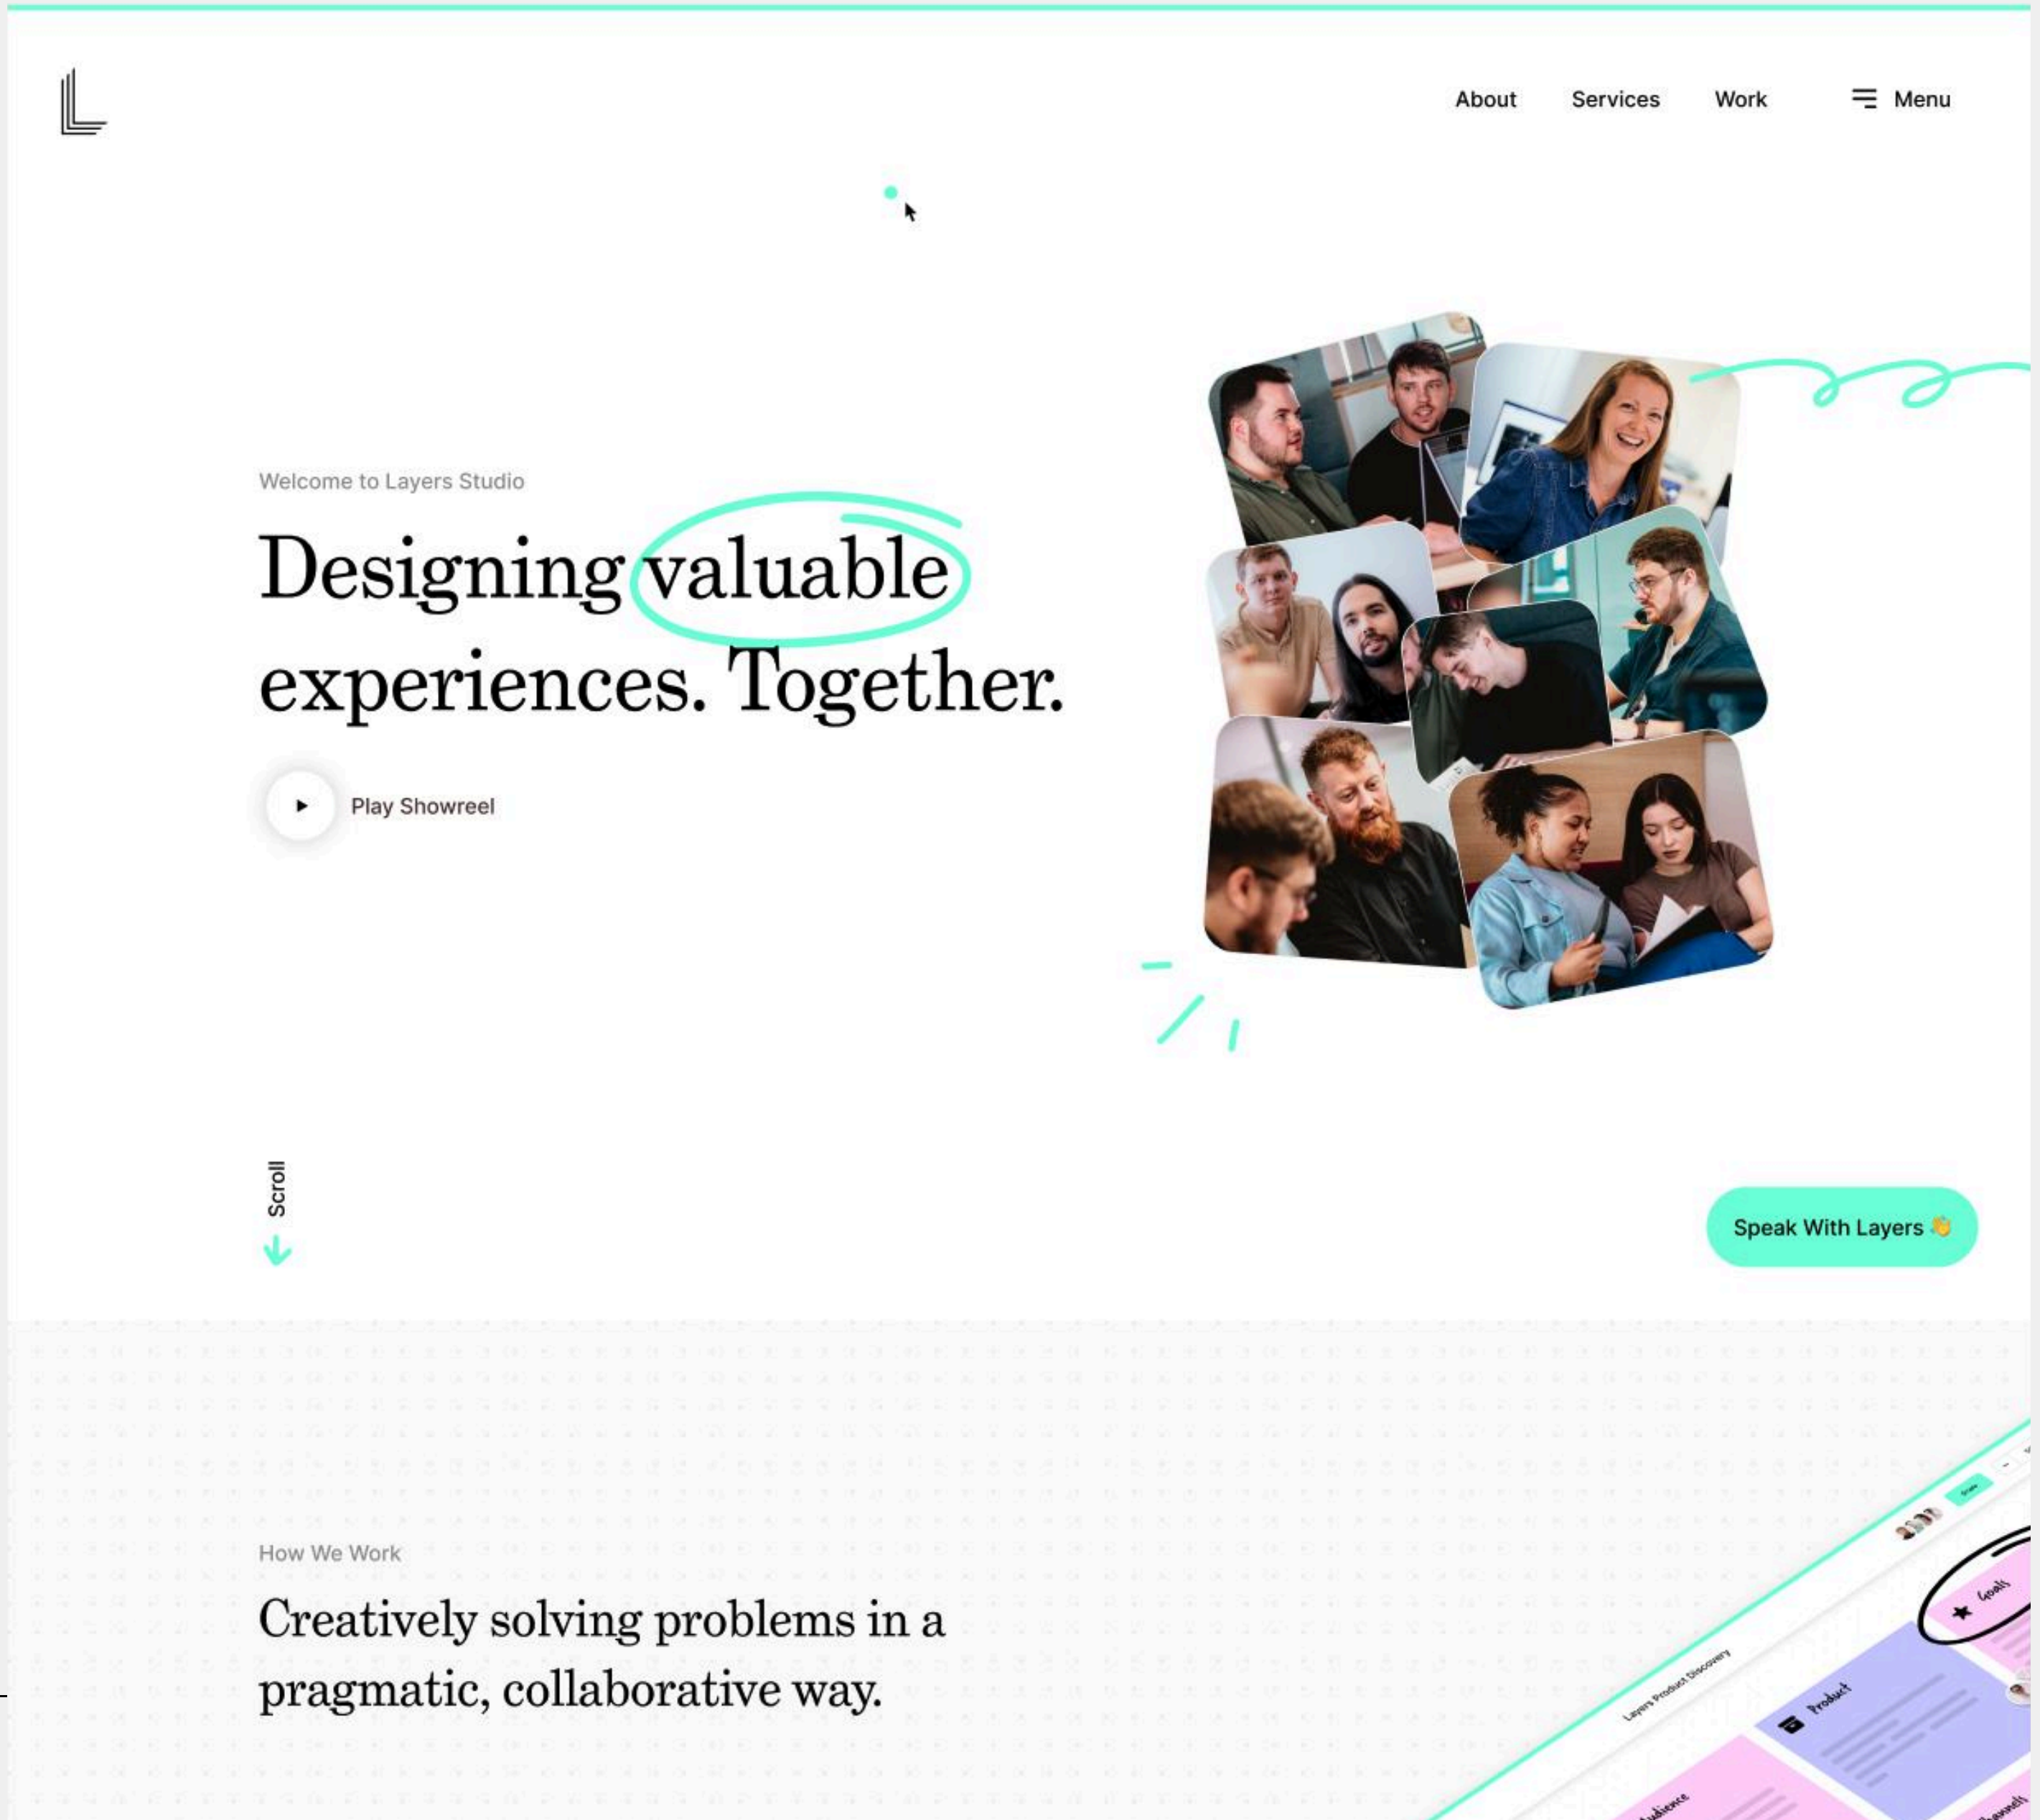 About
Services
Work
Menu
Welcome to Layers Studio
Designing valuable
experiences. Together.
Play Showreel
Scroll
Speak With Layers 👋
How We Work
Creatively solving problems in a
pragmatic, collaborative way.
Share
Goals
Layers Product Discovery
Product